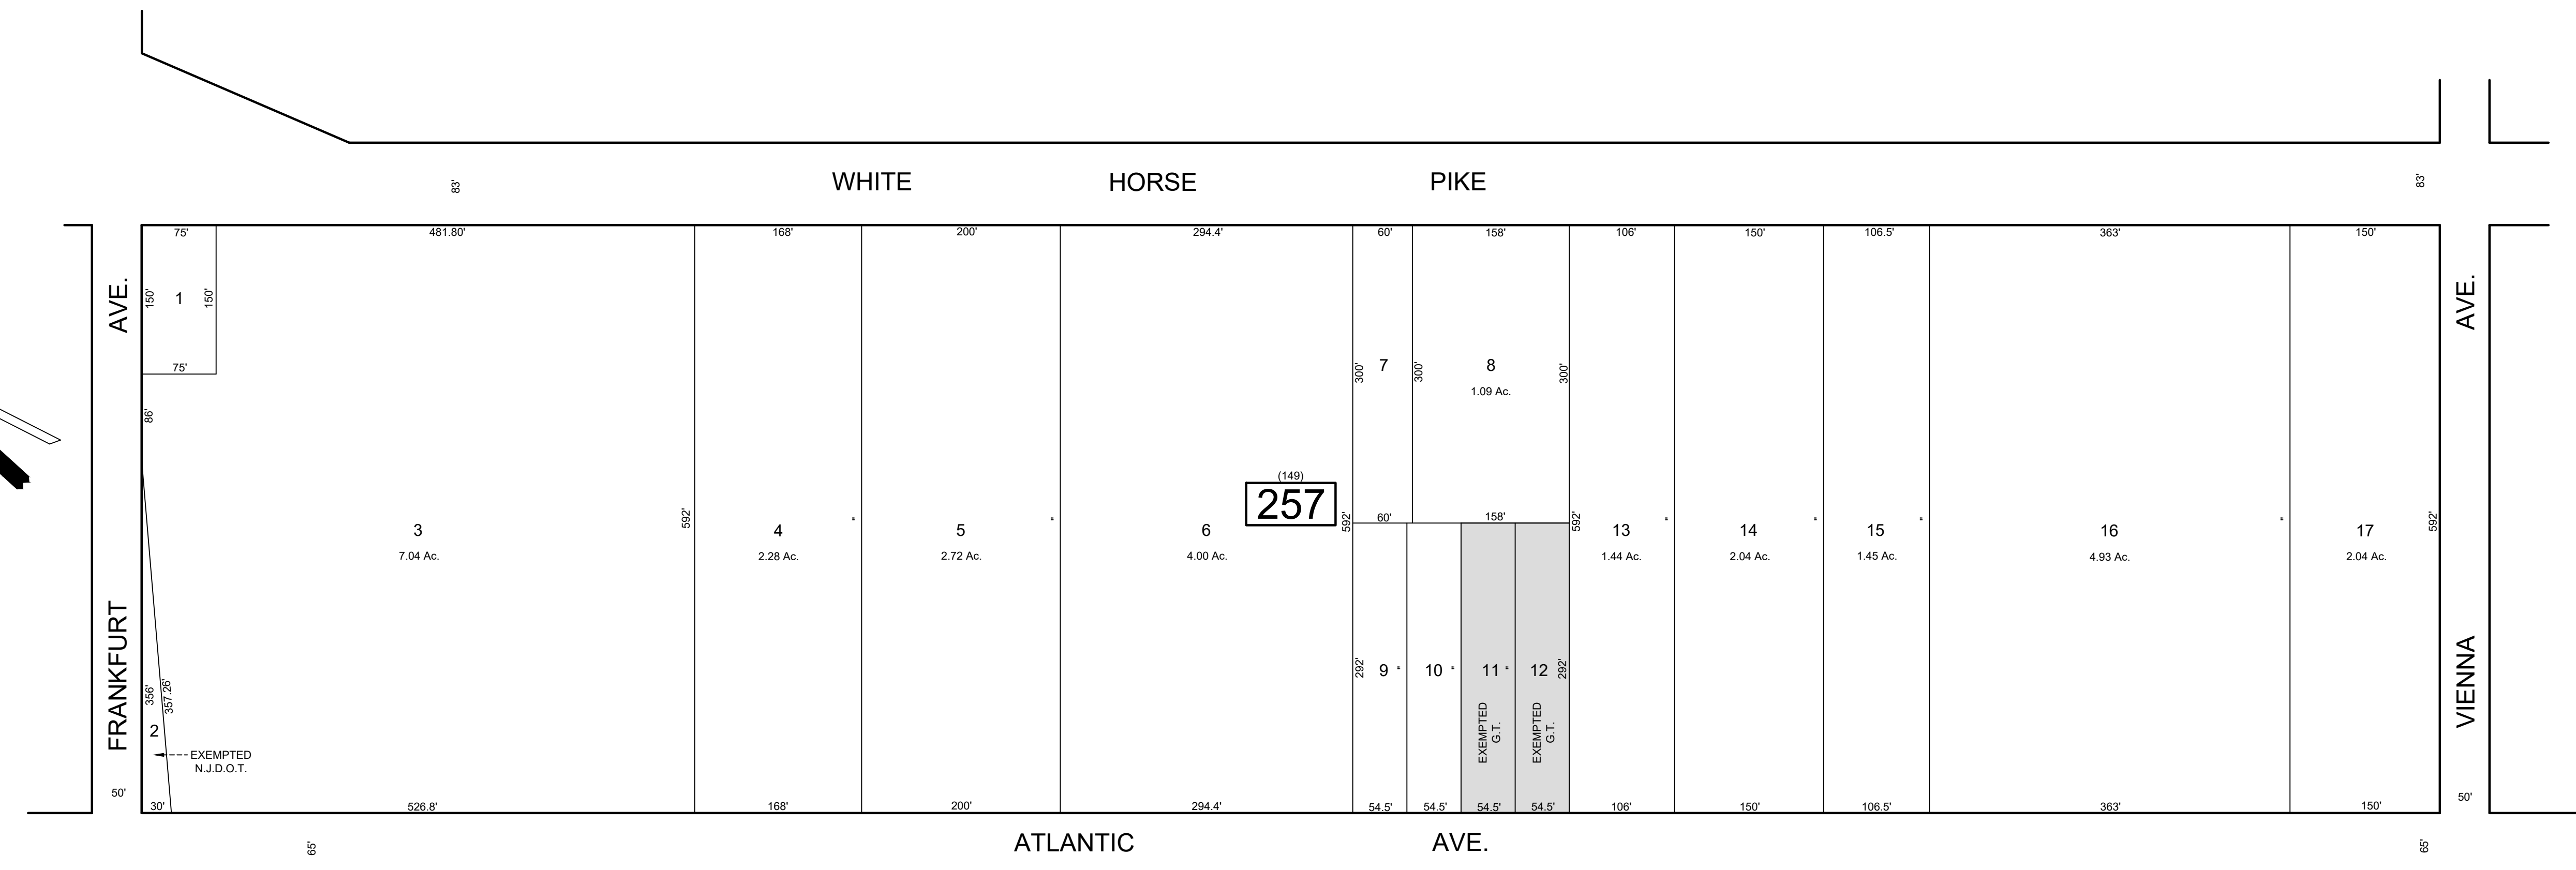 83'
WHITE HORSE PIKE
83'
75' 481.80' 168' 200' 294.4' 60' 158' 106' 150' 106.5' 363' 150'
AVE.
150' 1 150'
AVE.
75'
300' 7 300' 8 300'
1.09 Ac.
86'
(149)
257
60' 158'
592' " " 592' 592' " " " " 592'
3 4 5 6 13 14 15 16 17
7.04 Ac. 2.28 Ac. 2.72 Ac. 4.00 Ac. 1.44 Ac. 2.04 Ac. 1.45 Ac. 4.93 Ac. 2.04 Ac.
FRANKFURT
VIENNA
292' 9 " 10 " 11 " 12 292'
356' 357.26'
2
EXEMPTED
N.J.D.O.T.
EXEMPTED
G.T.
EXEMPTED
G.T.
50'
50'
30' 526.8' 168' 200' 294.4' 54.5' 54.5' 54.5' 54.5' 106' 150' 106.5' 363' 150'
65'
ATLANTIC AVE.
65'